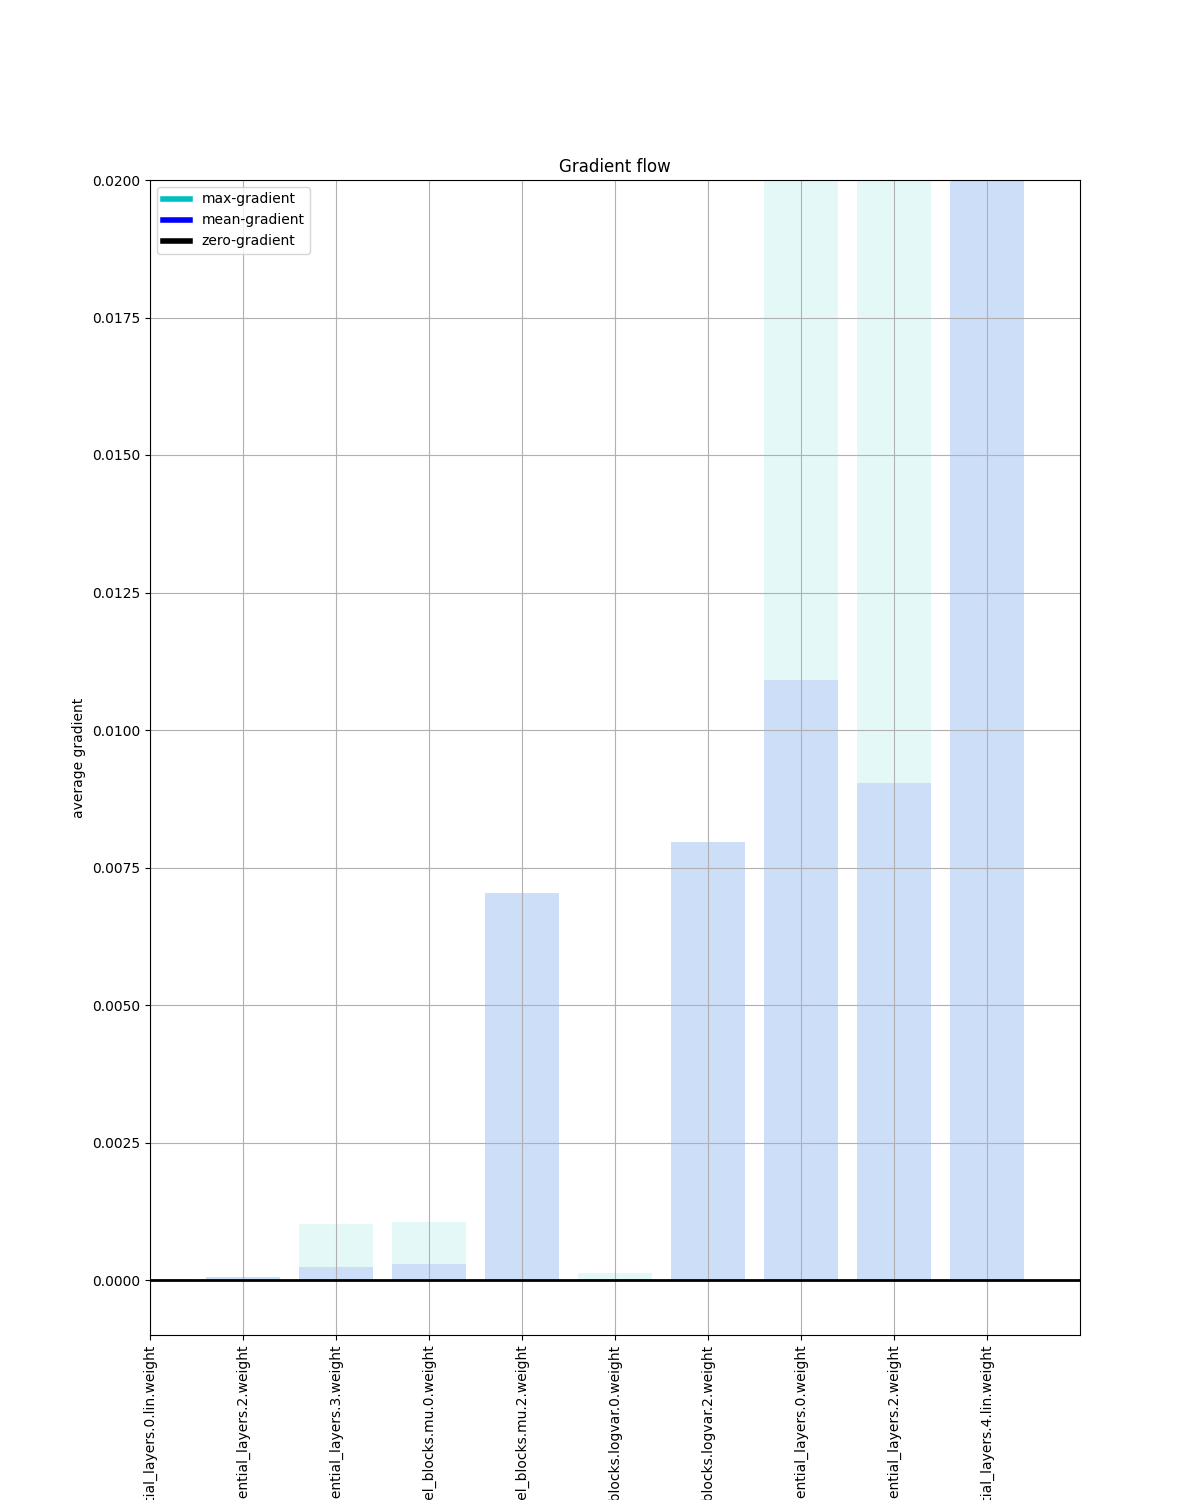 Gradient flow
max-gradient
mean-gradient
zero-gradient
0.0200
0.0175
0.0150
0.0125
0.0100
0.0075
0.0050
0.0025
0.0000
average gradient
tial_layers.0.lin.weight
ential_layers.2.weight
ential_layers.3.weight
el_blocks.mu.0.weight
el_blocks.mu.2.weight
blocks.logvar.0.weight
blocks.logvar.2.weight
ential_layers.0.weight
ential_layers.2.weight
tial_layers.4.lin.weight